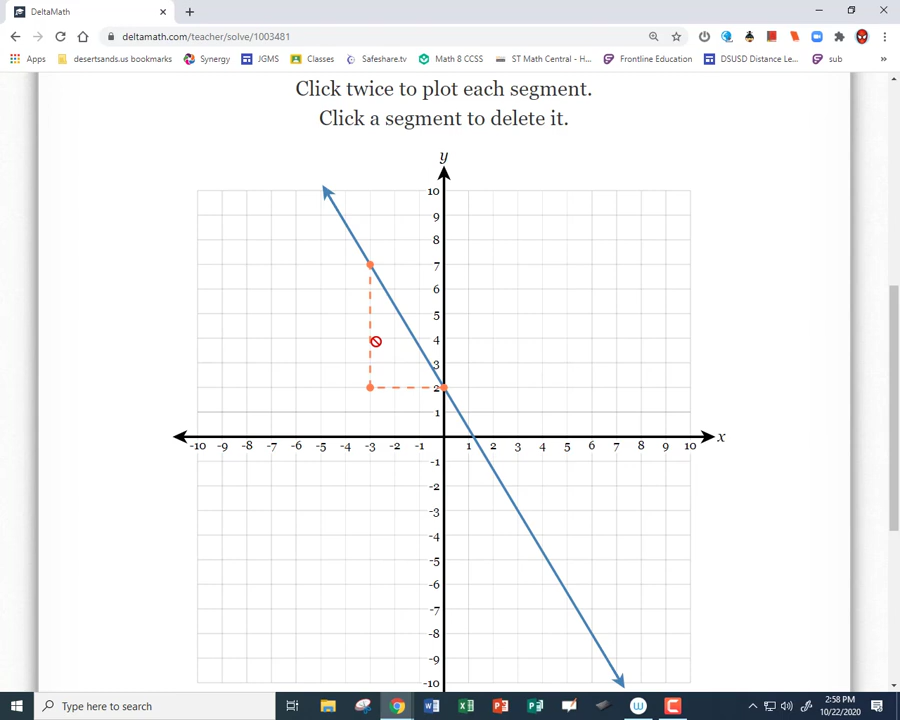 DeltaMath
deltamath.com/teacher/solve/1003481
Apps desertsands.us bookmarks Synergy JGMS Classes Safeshare.tv Math 8 CCSS ST Math Central - H... Frontline Education DSUSD Distance Le... sub »
Click twice to plot each segment.
Click a segment to delete it.
y
10
9
8
7
6
5
4
3
2
1
-10 -9 -8 -7 -6 -5 -4 -3 -2 -1 1 2 3 4 5 6 7 8 9 10 x
-1
-2
-3
-4
-5
-6
-7
-8
-9
-10
Type here to search
2:58 PM
10/22/2020